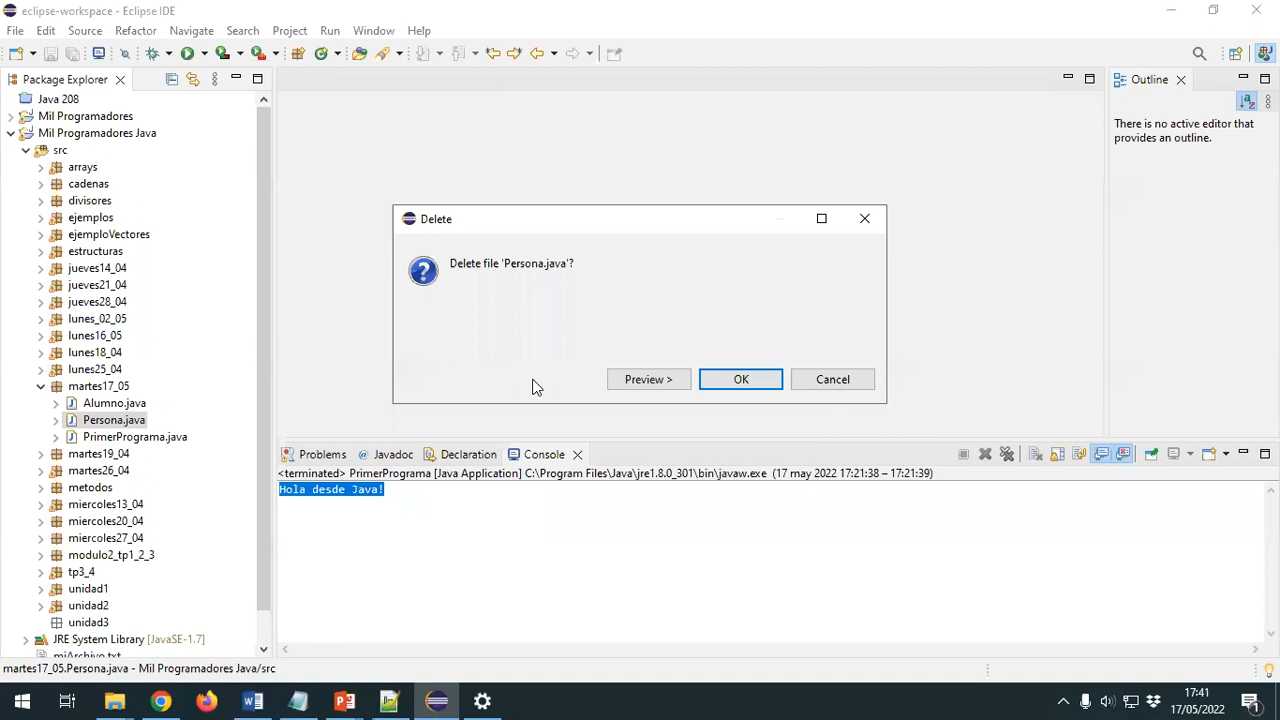 eclipse-workspace - Eclipse IDE
File Edit Source Refactor Navigate Search Project Run Window Help
Package Explorer
Outline
Java 208
Mil Programadores
Mil Programadores Java
src
arrays
cadenas
divisores
ejemplos
ejemploVectores
estructuras
jueves14_04
jueves21_04
jueves28_04
lunes_02_05
lunes16_05
lunes18_04
lunes25_04
martes17_05
Alumno.java
Persona.java
PrimerPrograma.java
martes19_04
martes26_04
metodos
miercoles13_04
miercoles20_04
miercoles27_04
modulo2_tp1_2_3
tp3_4
unidad1
unidad2
unidad3
JRE System Library [JavaSE-1.7]
miArchivo.txt
There is no active editor that
provides an outline.
Delete
Delete file 'Persona.java'?
Preview > OK Cancel
Problems @ Javadoc Declaration Console
<terminated> PrimerPrograma [Java Application] C:\Program Files\Java\jre1.8.0_301\bin\javaw.exe (17 may 2022 17:21:38 – 17:21:39)
Hola desde Java!
martes17_05.Persona.java - Mil Programadores Java/src
17:41
17/05/2022
1